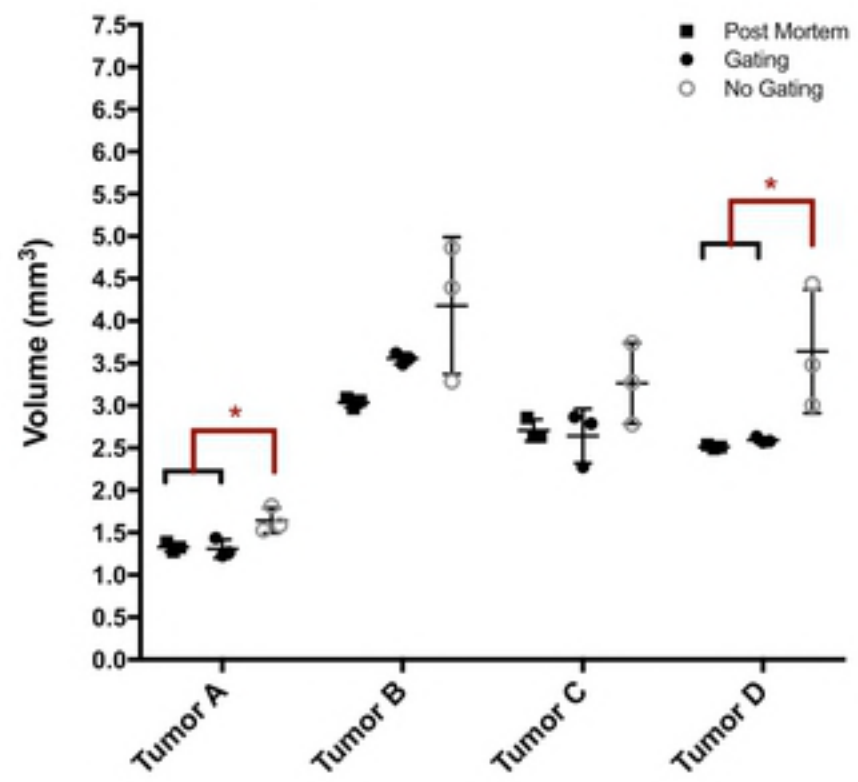 7.5
7.0
6.5
6.0
5.5
5.0
4.5
4.0
3.5
3.0
2.5
2.0
1.5
1.0
0.5
0.0
Volume (mm³)
Post Mortem
Gating
No Gating
*
*
Tumor A
Tumor B
Tumor C
Tumor D